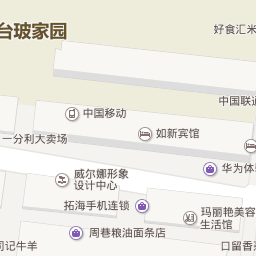 台玻家园
好食汇米
中国移动
中国联通
一分利大卖场
如新宾馆
华为体
威尔娜形象
设计中心
拓海手机连锁
玛丽艳美容
生活馆
周巷粮油面条店
司记牛羊
口留香